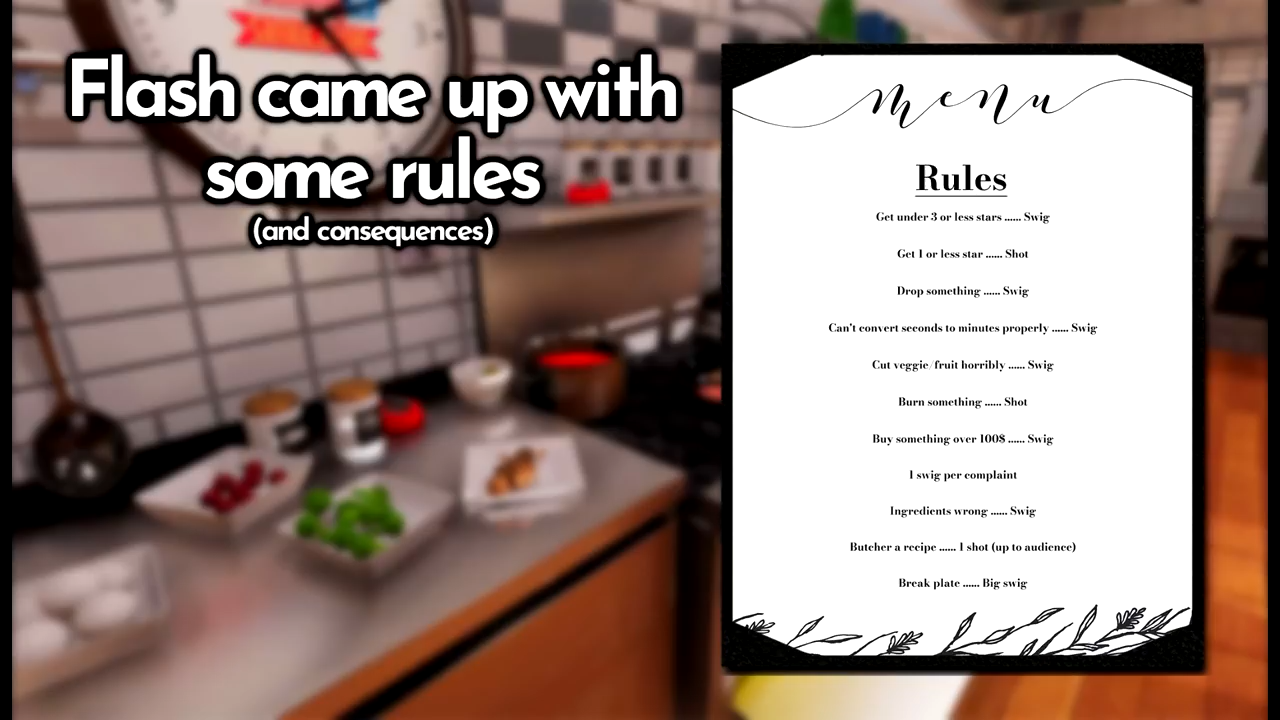 Flash came up with
some rules
(and consequences)
menu
Rules
Get under 3 or less stars ...... Swig
Get 1 or less star ...... Shot
Drop something ...... Swig
Can't convert seconds to minutes properly ...... Swig
Cut veggie/fruit horribly ...... Swig
Burn something ...... Shot
Buy something over 100$ ...... Swig
1 swig per complaint
Ingredients wrong ...... Swig
Butcher a recipe ...... 1 shot (up to audience)
Break plate ...... Big swig